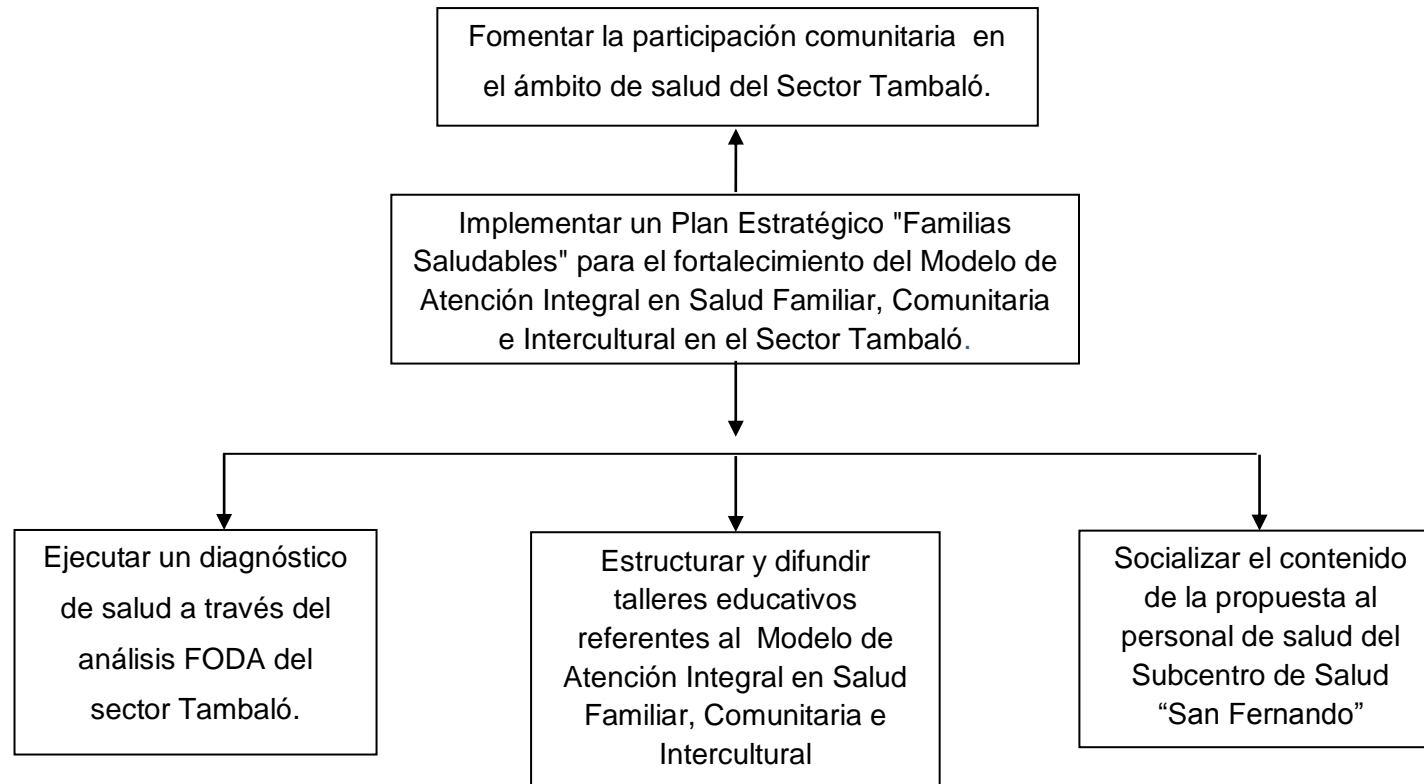 Fomentar la participación comunitaria  en
el ámbito de salud del Sector Tambaló.
Implementar un Plan Estratégico "Familias
Saludables" para el fortalecimiento del Modelo de
Atención Integral en Salud Familiar, Comunitaria
e Intercultural en el Sector Tambaló.
Ejecutar un diagnóstico
de salud a través del
análisis FODA del
sector Tambaló.
Estructurar y difundir
talleres educativos
referentes al  Modelo de
Atención Integral en Salud
Familiar, Comunitaria e
Intercultural
Socializar el contenido
de la propuesta al
personal de salud del
Subcentro de Salud
“San Fernando”